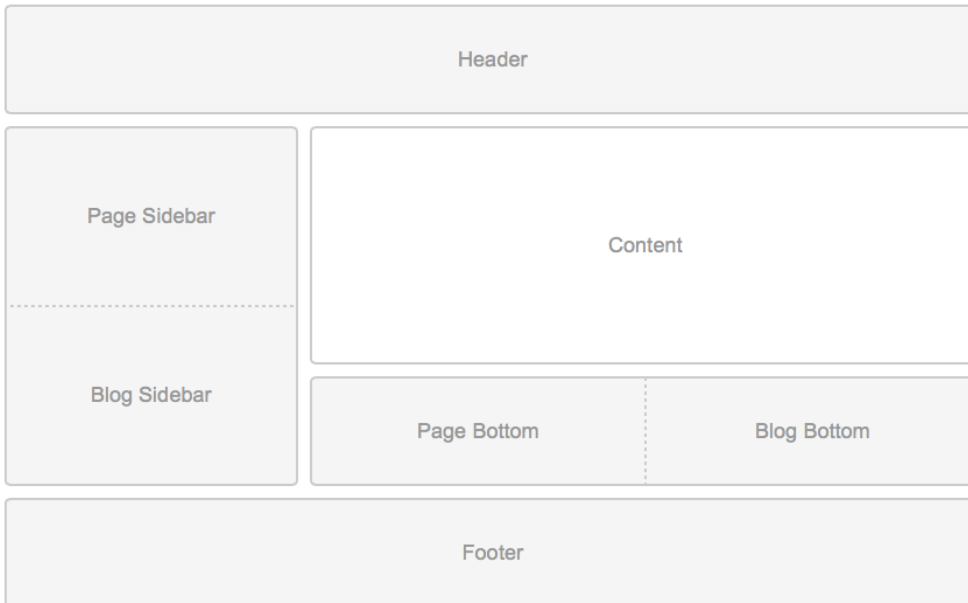 Header
Page Sidebar
Content
Blog Sidebar
Page Bottom
Blog Bottom
Footer